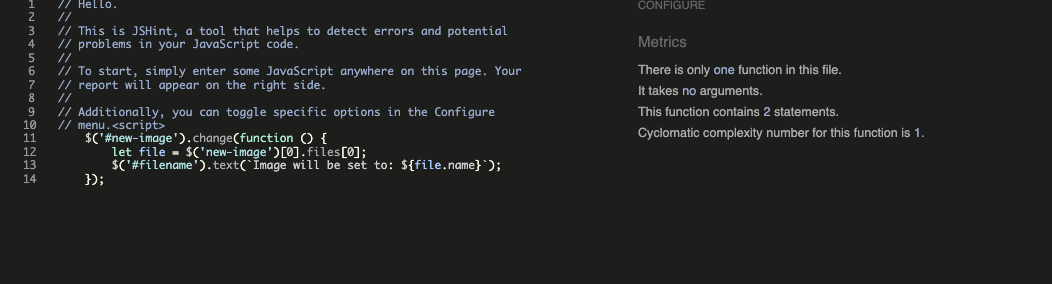 1 // Hello.
2 //
3 // This is JSHint, a tool that helps to detect errors and potential
4 // problems in your JavaScript code.
5 //
6 // To start, simply enter some JavaScript anywhere on this page. Your
7 // report will appear on the right side.
8 //
9 // Additionally, you can toggle specific options in the Configure
10 // menu.<script>
11 $('#new-image').change(function () {
12 let file = $('new-image')[0].files[0];
13 $('#filename').text(`Image will be set to: ${file.name}`);
14 });
CONFIGURE
Metrics
There is only one function in this file.
It takes no arguments.
This function contains 2 statements.
Cyclomatic complexity number for this function is 1.